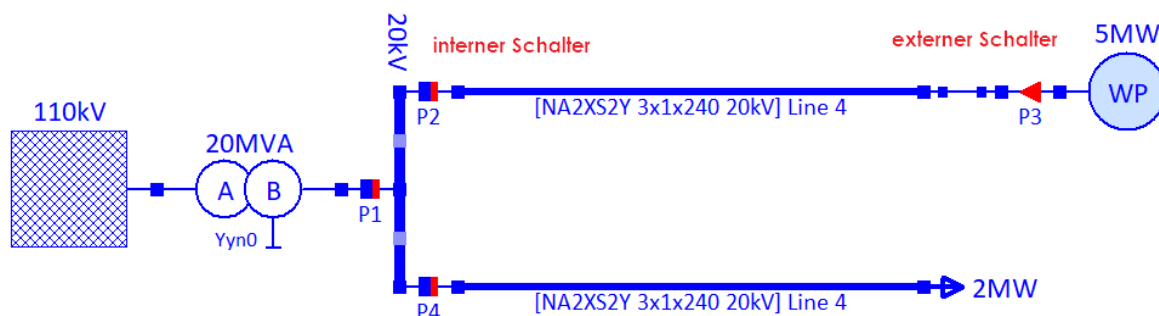 110kV
20MVA
A
B
Yyn0
P1
20kV
interner Schalter
P2
[NA2XS2Y 3x1x240 20kV] Line 4
externer Schalter
P3
5MW
WP
P4
[NA2XS2Y 3x1x240 20kV] Line 4
2MW